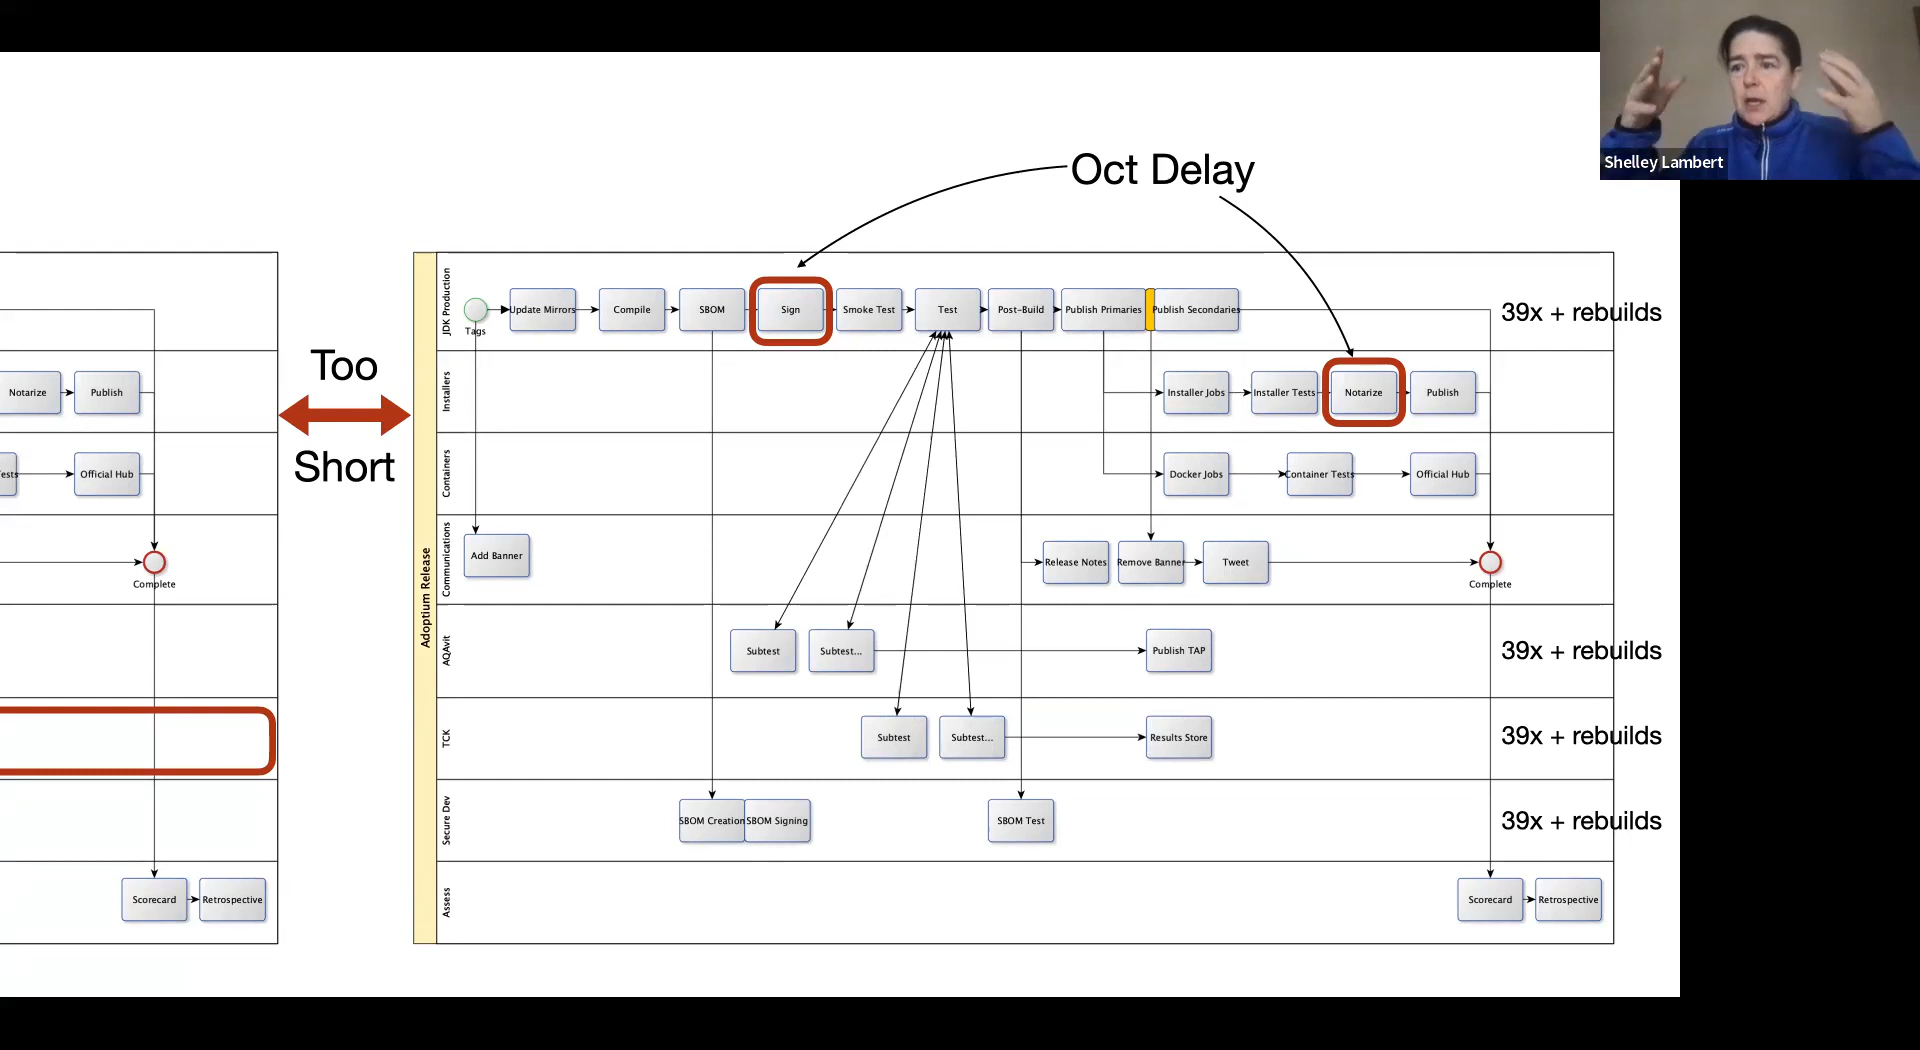 Shelley Lambert
Oct Delay
Too
Short
Notarize
Publish
ests
Official Hub
Complete
Scorecard
Retrospective
Adoptium Release
JDK Production
Tags
Update Mirrors
Compile
SBOM
Sign
Smoke Test
Test
Post-Build
Publish Primaries
Publish Secondaries
39x + rebuilds
Installers
Installer Jobs
Installer Tests
Notarize
Publish
Containers
Docker Jobs
Container Tests
Official Hub
Communications
Add Banner
Release Notes
Remove Banner
Tweet
Complete
AQAvit
Subtest
Subtest...
Publish TAP
39x + rebuilds
TCK
Subtest
Subtest...
Results Store
39x + rebuilds
Secure Dev
SBOM Creation
SBOM Signing
SBOM Test
39x + rebuilds
Assess
Scorecard
Retrospective